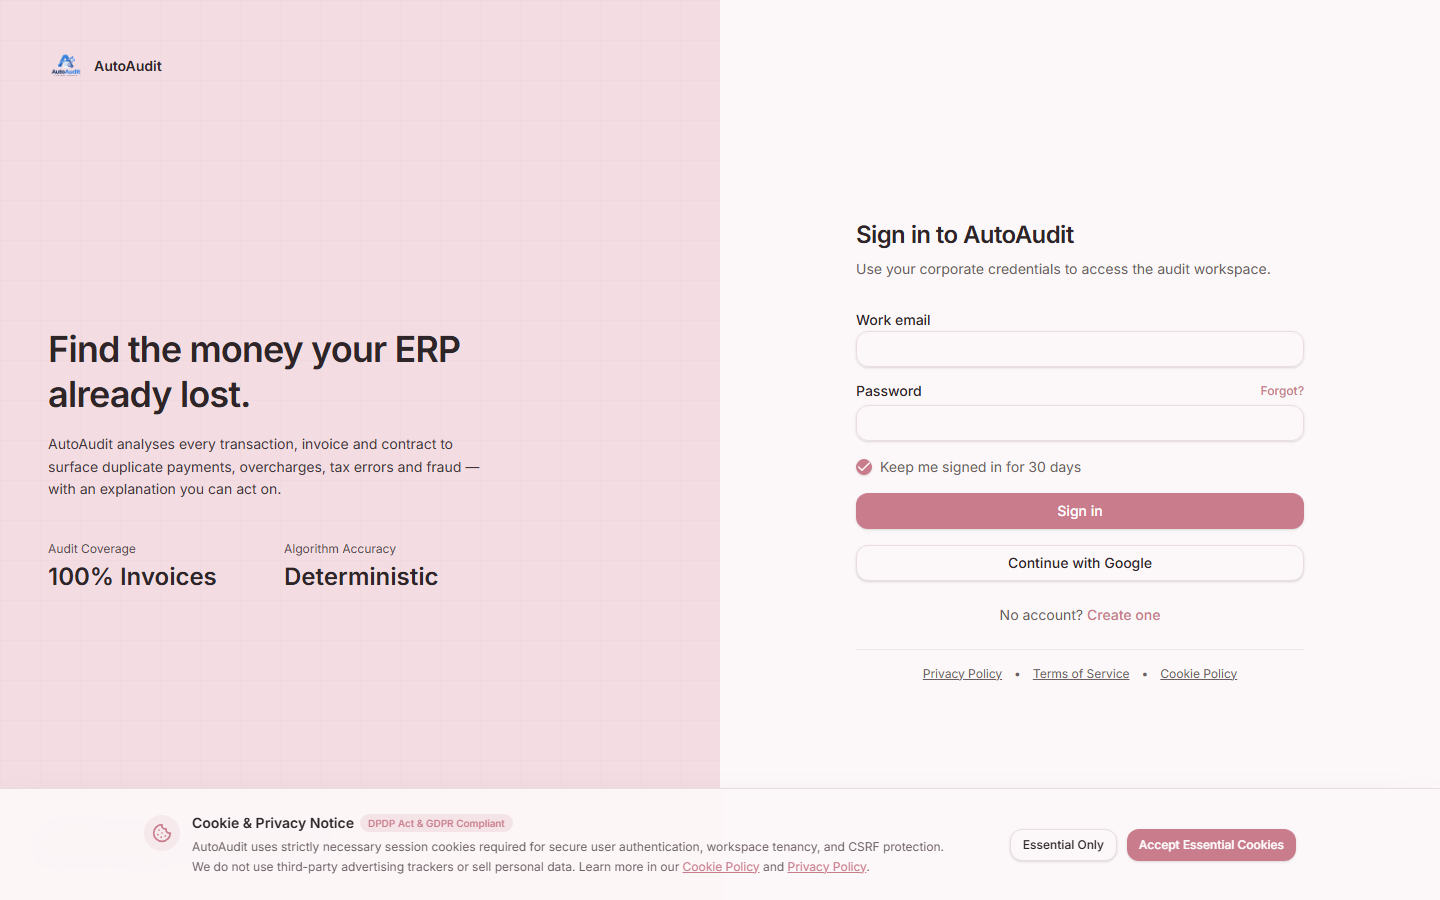 AutoAudit
AutoAudit
Find the money your ERP
already lost.
AutoAudit analyses every transaction, invoice and contract to
surface duplicate payments, overcharges, tax errors and fraud —
with an explanation you can act on.
Audit Coverage
100% Invoices
Algorithm Accuracy
Deterministic
Sign in to AutoAudit
Use your corporate credentials to access the audit workspace.
Work email
Password
Forgot?
Keep me signed in for 30 days
Sign in
Continue with Google
No account? Create one
Privacy Policy • Terms of Service • Cookie Policy
Cookie & Privacy Notice
DPDP Act & GDPR Compliant
AutoAudit uses strictly necessary session cookies required for secure user authentication, workspace tenancy, and CSRF protection.
We do not use third-party advertising trackers or sell personal data. Learn more in our Cookie Policy and Privacy Policy.
Essential Only
Accept Essential Cookies